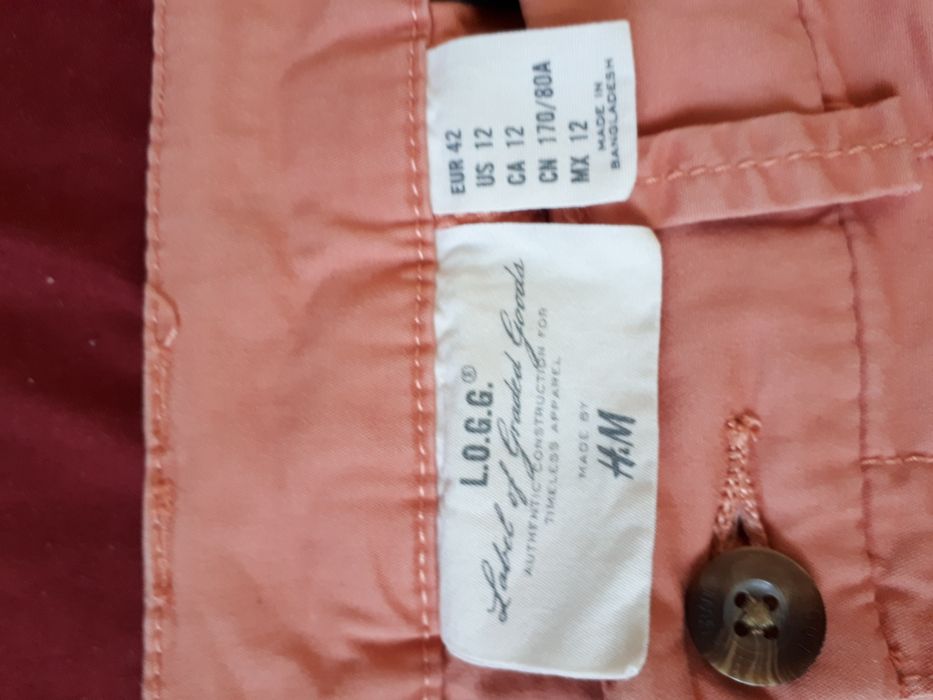 EUR 42
US 12
CA 12
CN 170/80A
MX 12
MADE IN
BANGLADESH
L.O.G.G.®
Label of Graded Goods
AUTHENTIC CONSTRUCTION FOR
TIMELESS APPAREL
MADE BY
H&M